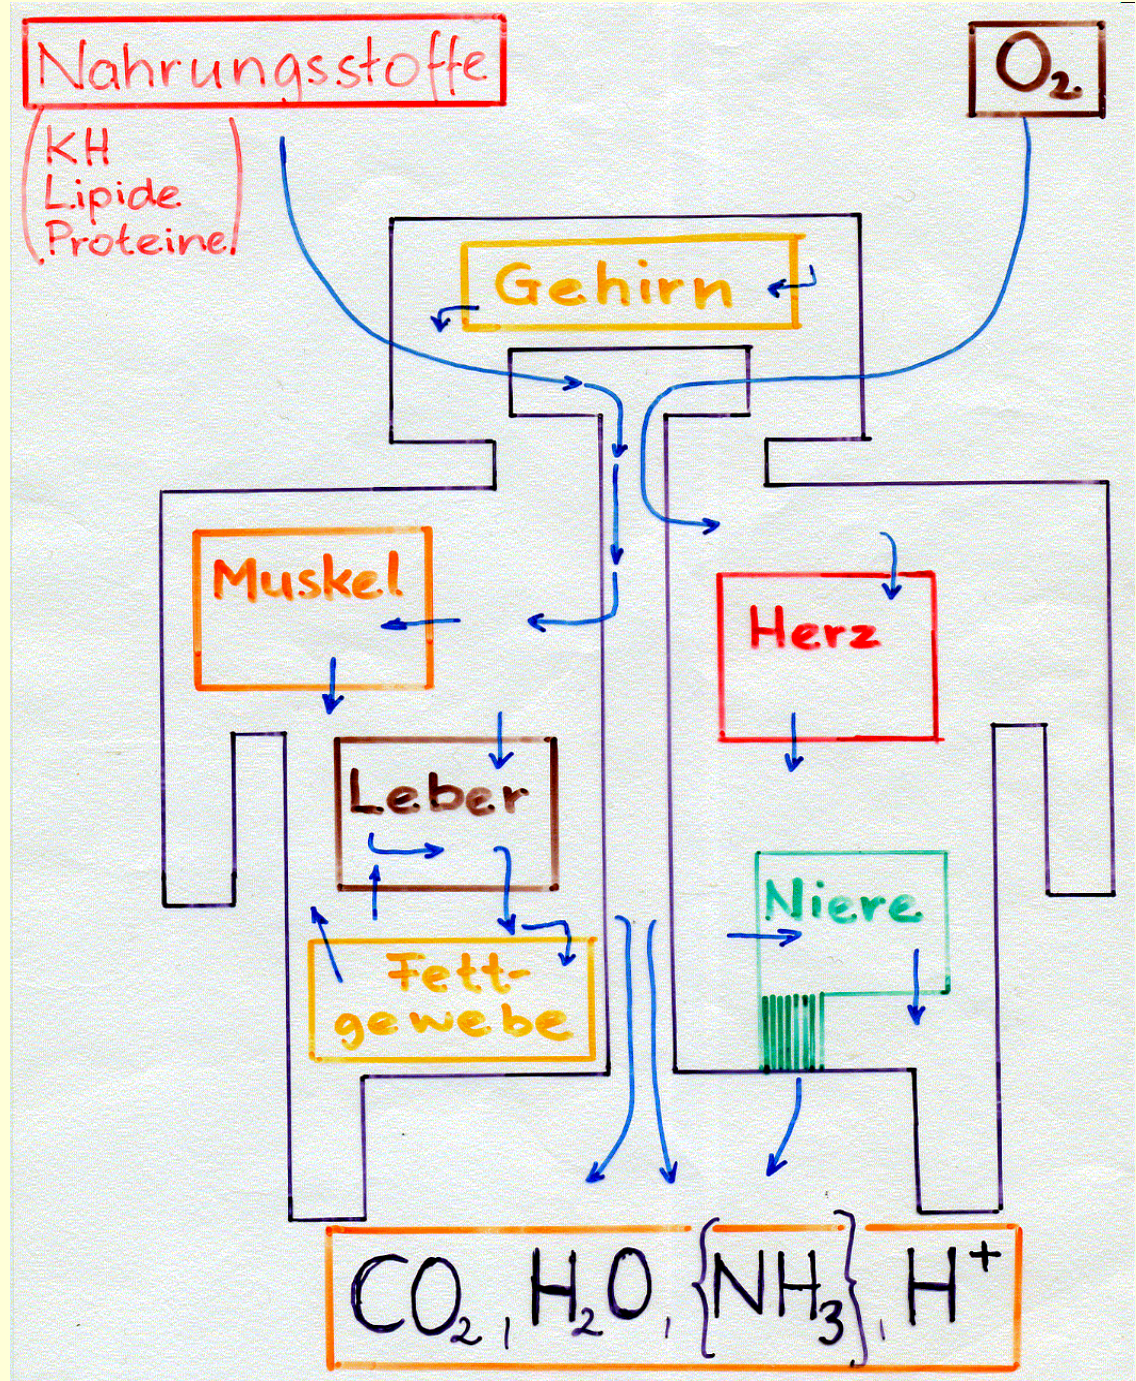 Nahrungsstoffe
O₂
(KH
Lipide
Proteine)
Gehirn
Muskel
Herz
Leber
Niere
Fett-
gewebe
CO₂, H₂O, {NH₃}, H⁺